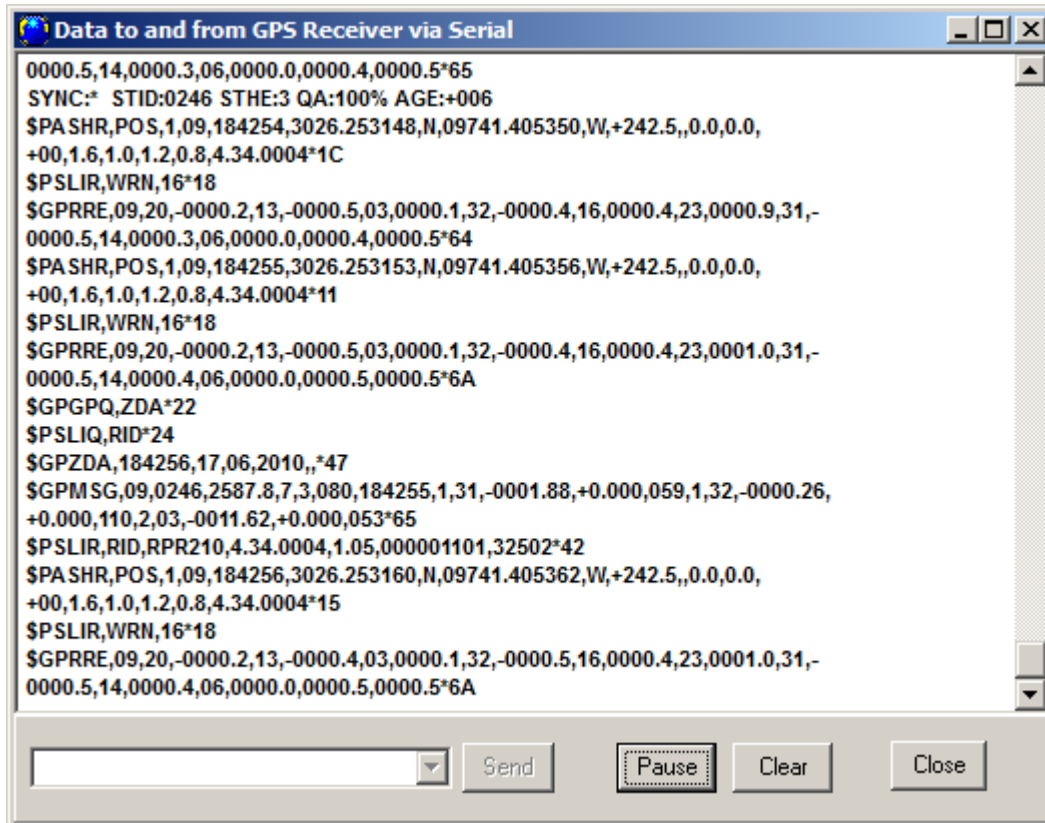 Data to and from GPS Receiver via Serial
0000.5,14,0000.3,06,0000.0,0000.4,0000.5*65
SYNC:* STID:0246 STHE:3 QA:100% AGE:+006
$PASHR,POS,1,09,184254,3026.253148,N,09741.405350,W,+242.5,,0.0,0.0,
+00,1.6,1.0,1.2,0.8,4.34.0004*1C
$PSLIR,WRN,16*18
$GPRRE,09,20,-0000.2,13,-0000.5,03,0000.1,32,-0000.4,16,0000.4,23,0000.9,31,-
0000.5,14,0000.3,06,0000.0,0000.4,0000.5*64
$PASHR,POS,1,09,184255,3026.253153,N,09741.405356,W,+242.5,,0.0,0.0,
+00,1.6,1.0,1.2,0.8,4.34.0004*11
$PSLIR,WRN,16*18
$GPRRE,09,20,-0000.2,13,-0000.5,03,0000.1,32,-0000.4,16,0000.4,23,0001.0,31,-
0000.5,14,0000.4,06,0000.0,0000.5,0000.5*6A
$GPGPQ,ZDA*22
$PSLIQ,RID*24
$GPZDA,184256,17,06,2010,,*47
$GPMSG,09,0246,2587.8,7,3,080,184255,1,31,-0001.88,+0.000,059,1,32,-0000.26,
+0.000,110,2,03,-0011.62,+0.000,053*65
$PSLIR,RID,RPR210,4.34.0004,1.05,000001101,32502*42
$PASHR,POS,1,09,184256,3026.253160,N,09741.405362,W,+242.5,,0.0,0.0,
+00,1.6,1.0,1.2,0.8,4.34.0004*15
$PSLIR,WRN,16*18
$GPRRE,09,20,-0000.2,13,-0000.4,03,0000.1,32,-0000.5,16,0000.4,23,0001.0,31,-
0000.5,14,0000.4,06,0000.0,0000.5,0000.5*6A
Send Pause Clear Close